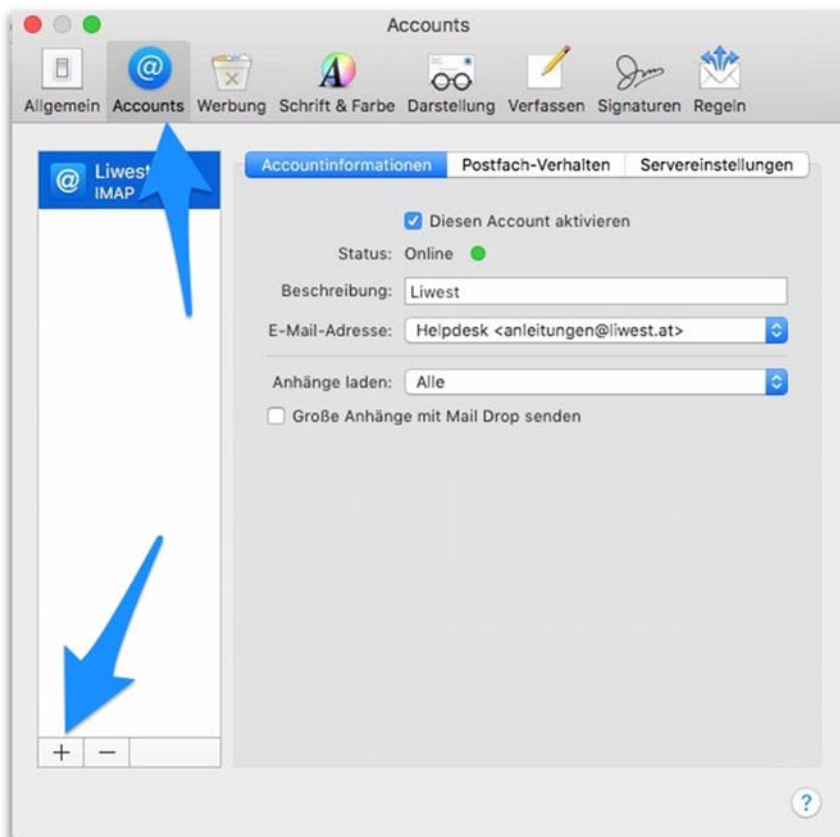 Accounts
Allgemein Accounts Werbung Schrift & Farbe Darstellung Verfassen Signaturen Regeln
@ Liwest
IMAP
Accountinformationen Postfach-Verhalten Servereinstellungen
Diesen Account aktivieren
Status: Online
Beschreibung: Liwest
E-Mail-Adresse: Helpdesk <anleitungen@liwest.at>
Anhänge laden: Alle
Große Anhänge mit Mail Drop senden
+ −
?